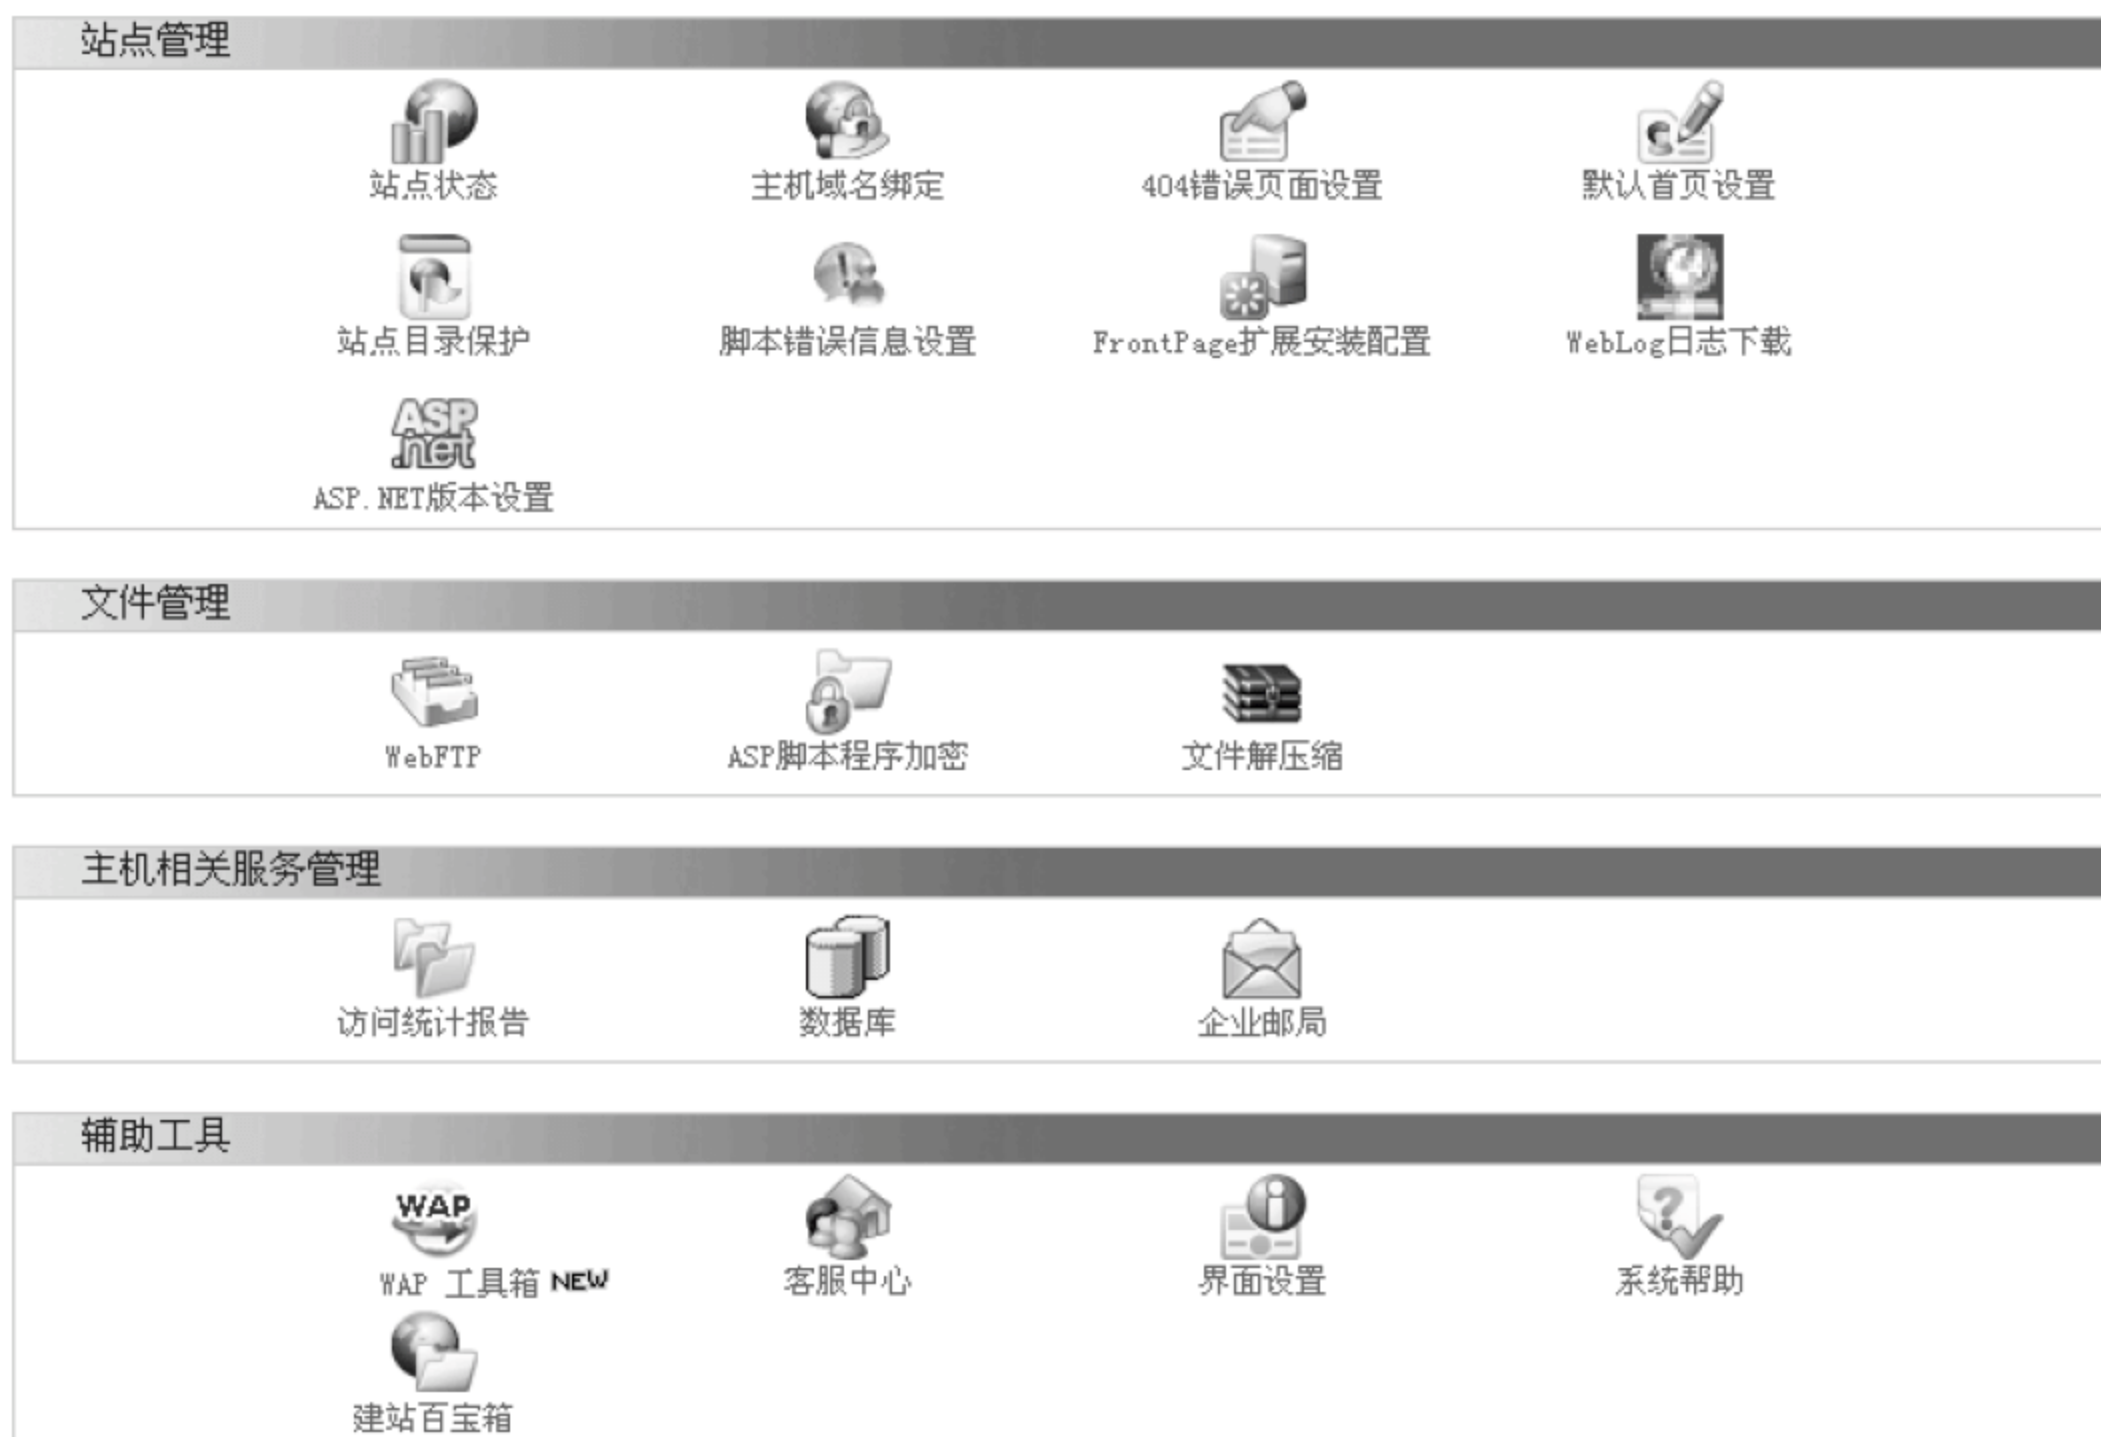 站点管理
站点状态 主机域名绑定 404错误页面设置 默认首页设置
站点目录保护 脚本错误信息设置 FrontPage扩展安装配置 WebLog日志下载
ASP
.net
ASP.NET版本设置
文件管理
WebFTP ASP脚本程序加密 文件解压缩
主机相关服务管理
访问统计报告 数据库 企业邮局
辅助工具
WAP
WAP 工具箱 NEW 客服中心 界面设置 系统帮助
建站百宝箱